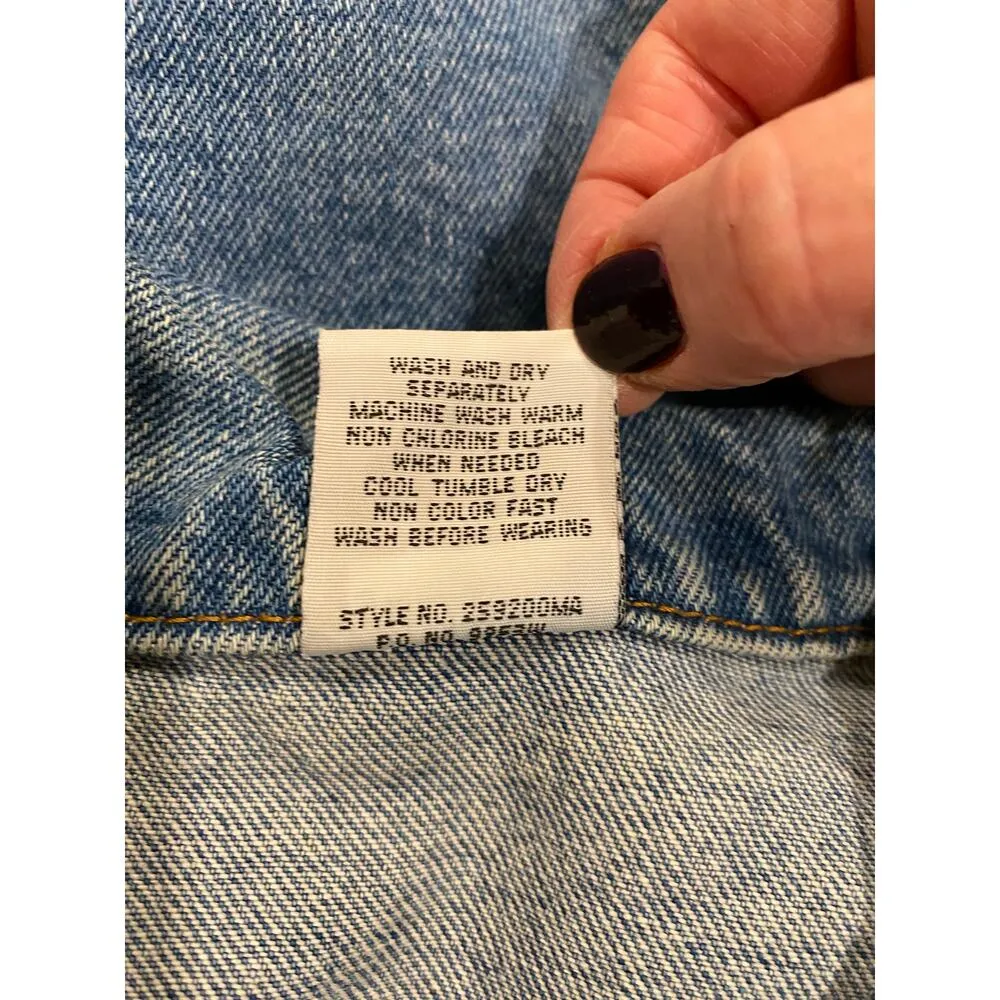 WASH AND DRY
SEPARATELY
MACHINE WASH WARM
NON CHLORINE BLEACH
WHEN NEEDED
COOL TUMBLE DRY
NON COLOR FAST
WASH BEFORE WEARING
STYLE NO. 259200MA
P.O. NO.